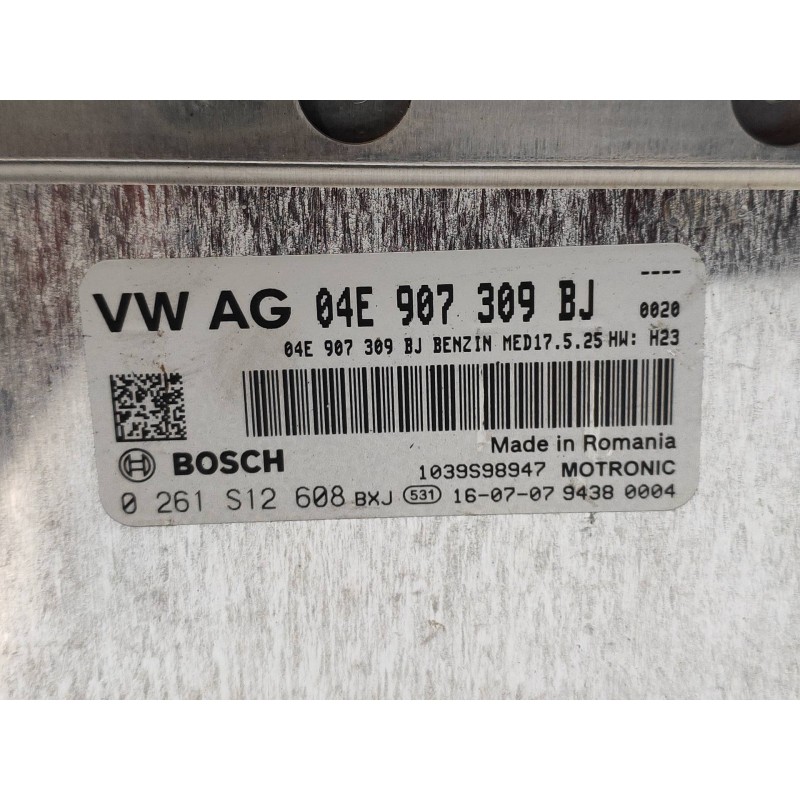 ----
VW AG 04E 907 309 BJ 0020
04E 907 309 BJ BENZIN MED17.5.25 HW: H23
Made in Romania
BOSCH 1039S98947 MOTRONIC
0 261 S12 608 BXJ 531 16-07-07 9438 0004